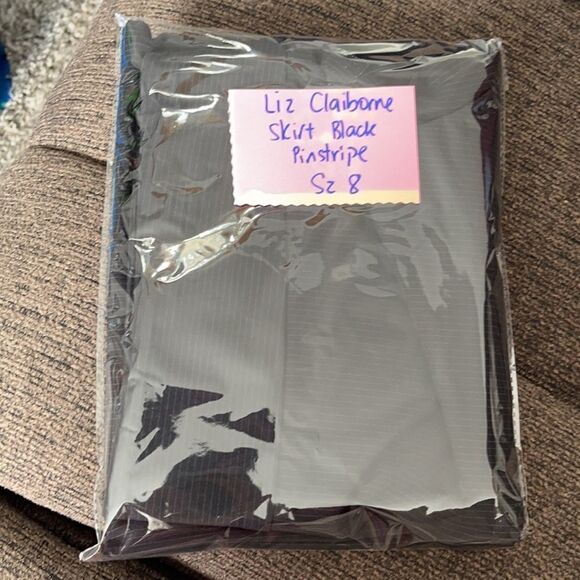 Liz Claiborne
Skirt Black
Pinstripe
Sz 8